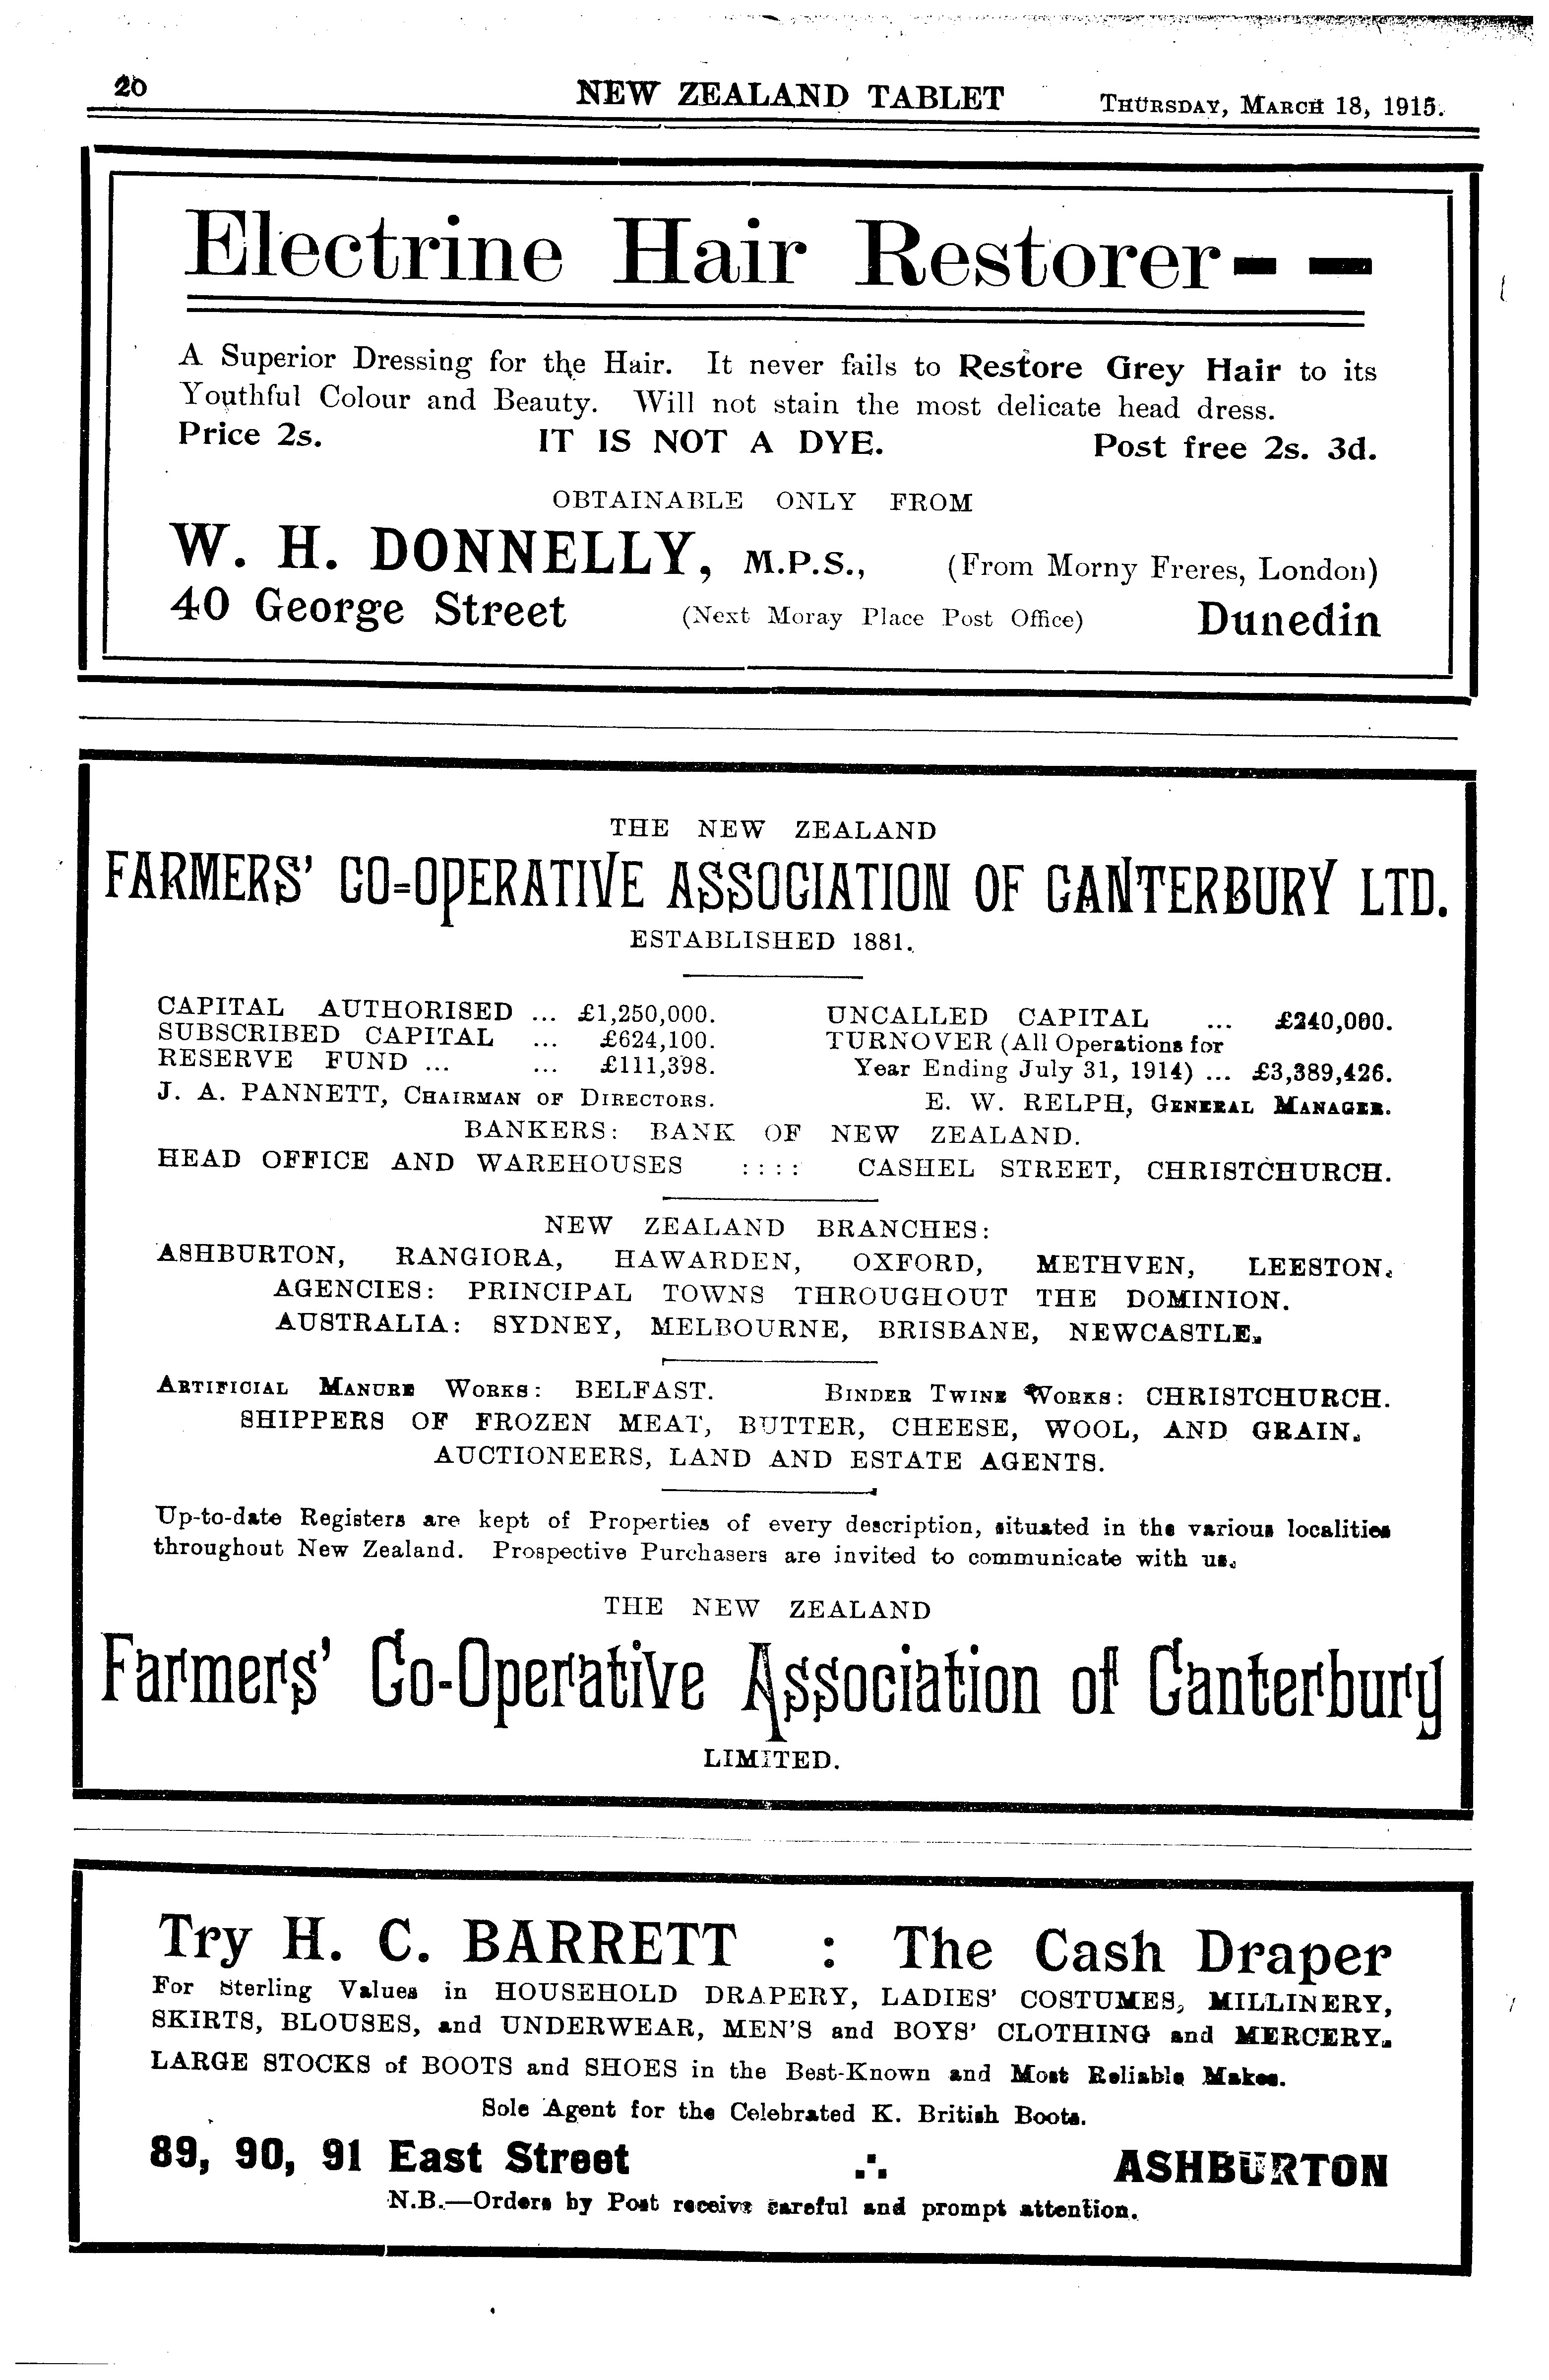 20
NEW ZEALAND TABLET
THURSDAY, MARCH 18, 1915.
Electrine Hair Restorer- -
A Superior Dressing for the Hair. It never fails to Restore Grey Hair to its
Youthful Colour and Beauty. Will not stain the most delicate head dress.
Price 2s. IT IS NOT A DYE. Post free 2s. 3d.
OBTAINABLE ONLY FROM
W. H. DONNELLY, M.P.S., (From Morny Freres, London)
40 George Street (Next Moray Place Post Office) Dunedin
THE NEW ZEALAND
FARMERS' CO=OPERATIVE ASSOCIATION OF CANTERBURY LTD.
ESTABLISHED 1881.
CAPITAL AUTHORISED ... £1,250,000.
SUBSCRIBED CAPITAL ... £624,100.
RESERVE FUND ... ... £111,398.
UNCALLED CAPITAL ... £240,000.
TURNOVER (All Operations for
Year Ending July 31, 1914) ... £3,389,426.
J. A. PANNETT, CHAIRMAN OF DIRECTORS. E. W. RELPH, GENERAL MANAGER.
BANKERS: BANK OF NEW ZEALAND.
HEAD OFFICE AND WAREHOUSES :::: CASHEL STREET, CHRISTCHURCH.
NEW ZEALAND BRANCHES:
ASHBURTON, RANGIORA, HAWARDEN, OXFORD, METHVEN, LEESTON.
AGENCIES: PRINCIPAL TOWNS THROUGHOUT THE DOMINION.
AUSTRALIA: SYDNEY, MELBOURNE, BRISBANE, NEWCASTLE.
ARTIFICIAL MANURE WORKS: BELFAST. BINDER TWINE WORKS: CHRISTCHURCH.
SHIPPERS OF FROZEN MEAT, BUTTER, CHEESE, WOOL, AND GRAIN.
AUCTIONEERS, LAND AND ESTATE AGENTS.
Up-to-date Registers are kept of Properties of every description, situated in the various localities
throughout New Zealand. Prospective Purchasers are invited to communicate with us.
THE NEW ZEALAND
Farmers' Co-Operative Association of Canterbury
LIMITED.
Try H. C. BARRETT : The Cash Draper
For Sterling Values in HOUSEHOLD DRAPERY, LADIES' COSTUMES, MILLINERY,
SKIRTS, BLOUSES, and UNDERWEAR, MEN'S and BOYS' CLOTHING and MERCERY.
LARGE STOCKS of BOOTS and SHOES in the Best-Known and Most Reliable Makes.
Sole Agent for the Celebrated K. British Boots.
89, 90, 91 East Street ∴ ASHBURTON
N.B.—Orders by Post receive careful and prompt attention.